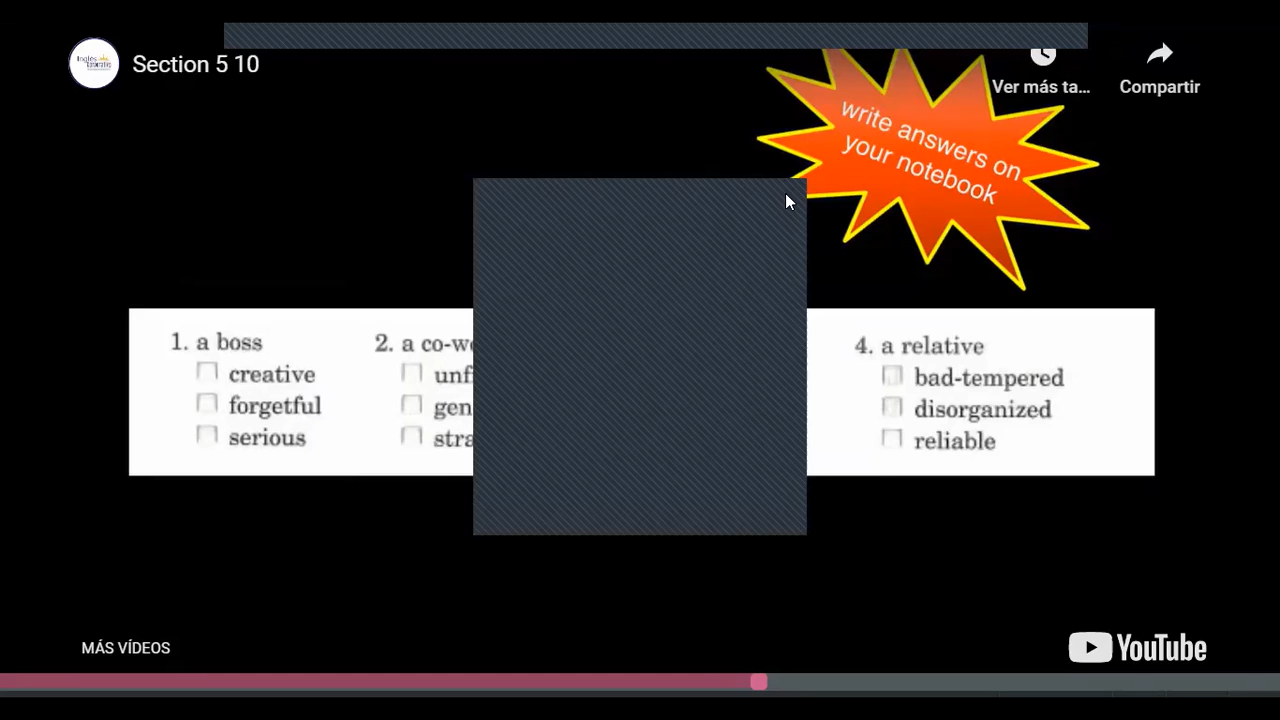 Section 5 10
Ver más ta...
Compartir
write answers on
your notebook
1. a boss
creative
forgetful
serious
2. a
4. a relative
bad-tempered
disorganized
reliable
MÁS VÍDEOS
YouTube